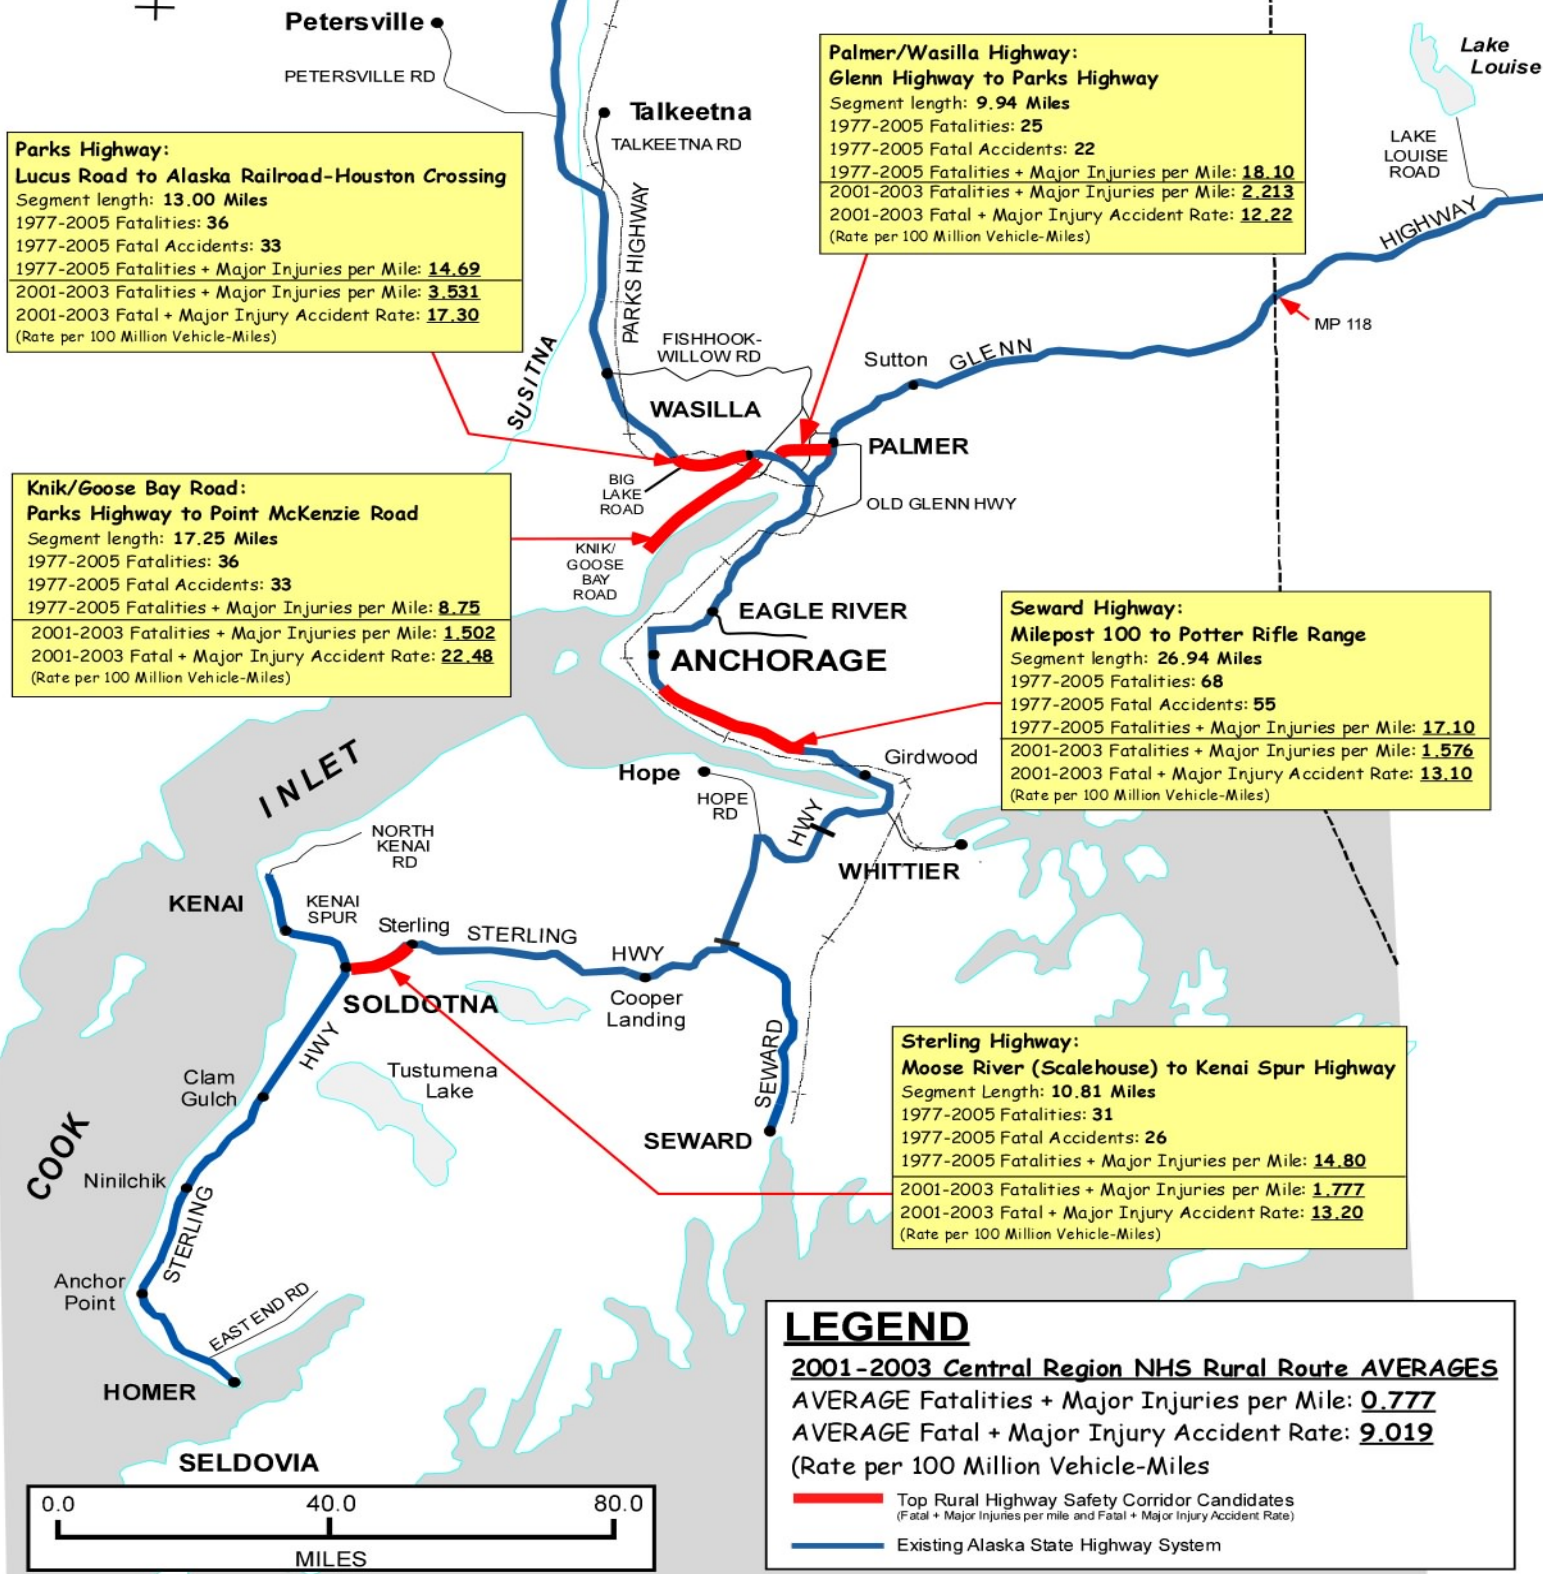 Petersville
PETERSVILLE RD
Talkeetna
TALKEETNA RD
Lake
Louise
LAKE
LOUISE
ROAD
Palmer/Wasilla Highway:
Glenn Highway to Parks Highway
Segment length: 9.94 Miles
1977-2005 Fatalities: 25
1977-2005 Fatal Accidents: 22
1977-2005 Fatalities + Major Injuries per Mile: 18.10
2001-2003 Fatalities + Major Injuries per Mile: 2.213
2001-2003 Fatal + Major Injury Accident Rate: 12.22
(Rate per 100 Million Vehicle-Miles)
Parks Highway:
Lucus Road to Alaska Railroad-Houston Crossing
Segment length: 13.00 Miles
1977-2005 Fatalities: 36
1977-2005 Fatal Accidents: 33
1977-2005 Fatalities + Major Injuries per Mile: 14.69
2001-2003 Fatalities + Major Injuries per Mile: 3.531
2001-2003 Fatal + Major Injury Accident Rate: 17.30
(Rate per 100 Million Vehicle-Miles)
PARKS HIGHWAY
HIGHWAY
MP 118
FISHHOOK-
WILLOW RD
Sutton
GLENN
SUSITNA
WASILLA
PALMER
BIG
LAKE
ROAD
OLD GLENN HWY
KNIK/
GOOSE
BAY
ROAD
Knik/Goose Bay Road:
Parks Highway to Point McKenzie Road
Segment length: 17.25 Miles
1977-2005 Fatalities: 36
1977-2005 Fatal Accidents: 33
1977-2005 Fatalities + Major Injuries per Mile: 8.75
2001-2003 Fatalities + Major Injuries per Mile: 1.502
2001-2003 Fatal + Major Injury Accident Rate: 22.48
(Rate per 100 Million Vehicle-Miles)
EAGLE RIVER
ANCHORAGE
Seward Highway:
Milepost 100 to Potter Rifle Range
Segment length: 26.94 Miles
1977-2005 Fatalities: 68
1977-2005 Fatal Accidents: 55
1977-2005 Fatalities + Major Injuries per Mile: 17.10
2001-2003 Fatalities + Major Injuries per Mile: 1.576
2001-2003 Fatal + Major Injury Accident Rate: 13.10
(Rate per 100 Million Vehicle-Miles)
INLET
Hope
HOPE
RD
Girdwood
HWY
WHITTIER
NORTH
KENAI
RD
KENAI
KENAI
SPUR
Sterling
STERLING
HWY
Cooper
Landing
SOLDOTNA
HWY
Tustumena
Lake
Clam
Gulch
SEWARD
SEWARD
COOK
Ninilchik
STERLING
Anchor
Point
EAST END RD
HOMER
SELDOVIA
Sterling Highway:
Moose River (Scalehouse) to Kenai Spur Highway
Segment Length: 10.81 Miles
1977-2005 Fatalities: 31
1977-2005 Fatal Accidents: 26
1977-2005 Fatalities + Major Injuries per Mile: 14.80
2001-2003 Fatalities + Major Injuries per Mile: 1.777
2001-2003 Fatal + Major Injury Accident Rate: 13.20
(Rate per 100 Million Vehicle-Miles)
LEGEND
2001-2003 Central Region NHS Rural Route AVERAGES
AVERAGE Fatalities + Major Injuries per Mile: 0.777
AVERAGE Fatal + Major Injury Accident Rate: 9.019
(Rate per 100 Million Vehicle-Miles
Top Rural Highway Safety Corridor Candidates
(Fatal + Major Injuries per mile and Fatal + Major Injury Accident Rate)
Existing Alaska State Highway System
0.0 40.0 80.0
MILES